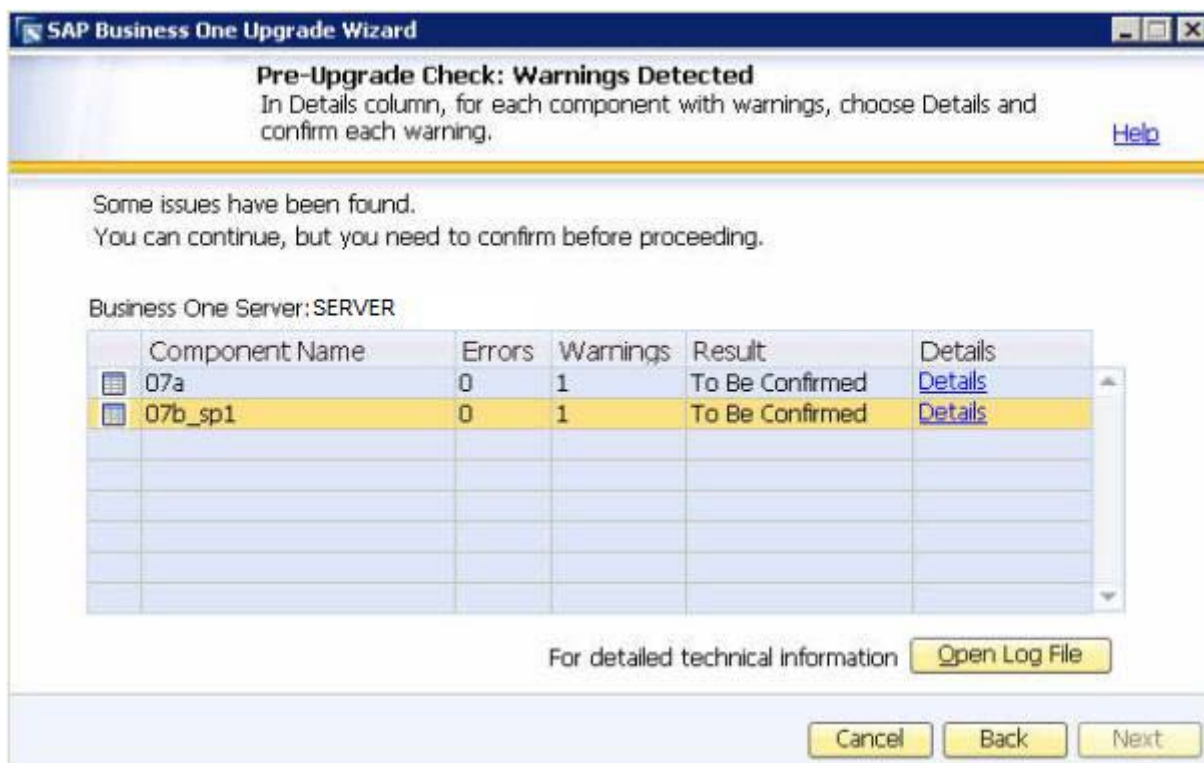 SAP Business One Upgrade Wizard
Pre-Upgrade Check: Warnings Detected
In Details column, for each component with warnings, choose Details and
confirm each warning.
Help
Some issues have been found.
You can continue, but you need to confirm before proceeding.
Business One Server: SERVER
Component Name Errors Warnings Result Details
07a 0 1 To Be Confirmed Details
07b_sp1 0 1 To Be Confirmed Details
For detailed technical information Open Log File
Cancel Back Next